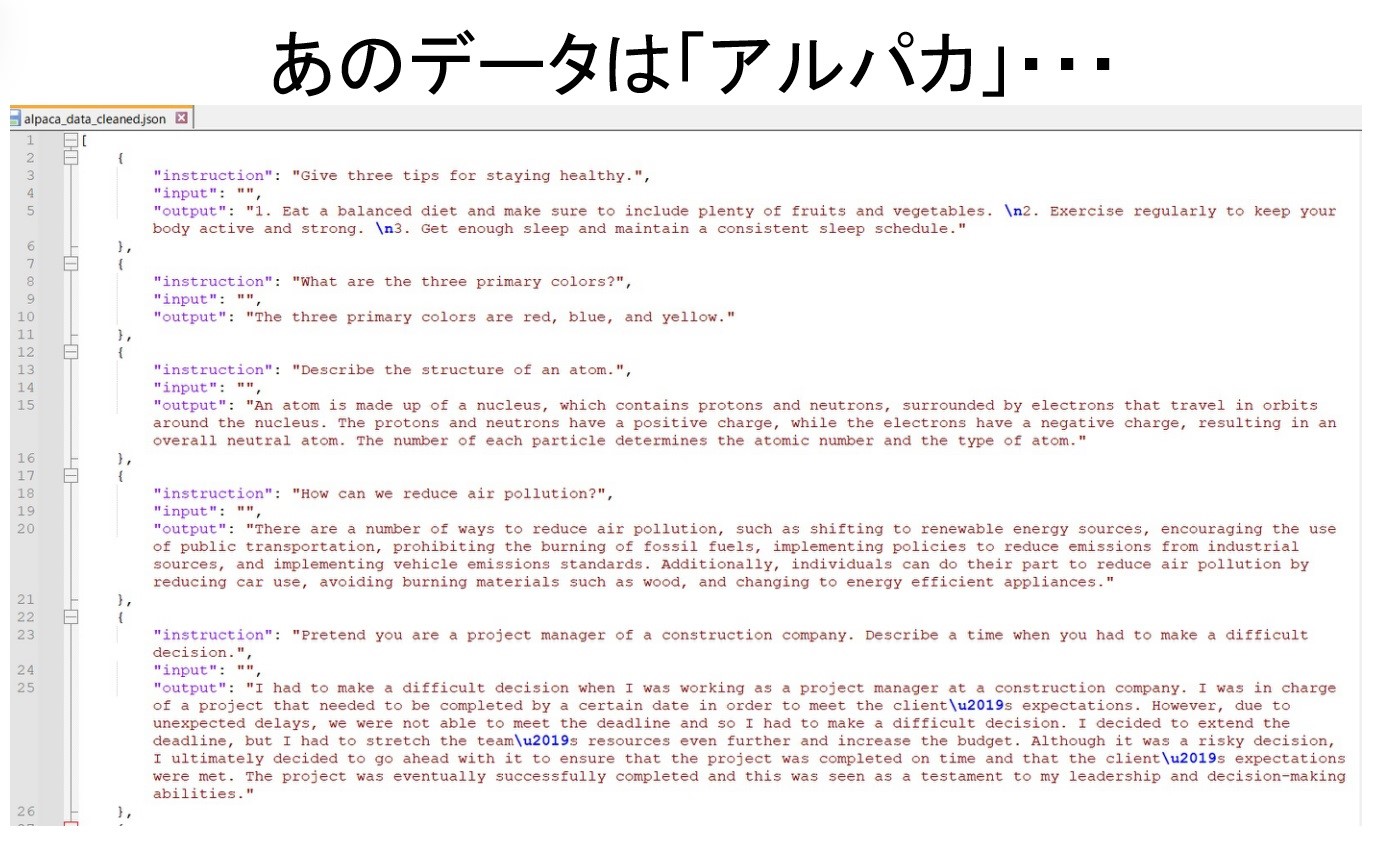 あのデータは「アルパカ」・・・
alpaca_data_cleaned.json
1 [
2 {
3 "instruction": "Give three tips for staying healthy.",
4 "input": "",
5 "output": "1. Eat a balanced diet and make sure to include plenty of fruits and vegetables. \n2. Exercise regularly to keep your
body active and strong. \n3. Get enough sleep and maintain a consistent sleep schedule."
6 },
7 {
8 "instruction": "What are the three primary colors?",
9 "input": "",
10 "output": "The three primary colors are red, blue, and yellow."
11 },
12 {
13 "instruction": "Describe the structure of an atom.",
14 "input": "",
15 "output": "An atom is made up of a nucleus, which contains protons and neutrons, surrounded by electrons that travel in orbits
around the nucleus. The protons and neutrons have a positive charge, while the electrons have a negative charge, resulting in an
overall neutral atom. The number of each particle determines the atomic number and the type of atom."
16 },
17 {
18 "instruction": "How can we reduce air pollution?",
19 "input": "",
20 "output": "There are a number of ways to reduce air pollution, such as shifting to renewable energy sources, encouraging the use
of public transportation, prohibiting the burning of fossil fuels, implementing policies to reduce emissions from industrial
sources, and implementing vehicle emissions standards. Additionally, individuals can do their part to reduce air pollution by
reducing car use, avoiding burning materials such as wood, and changing to energy efficient appliances."
21 },
22 {
23 "instruction": "Pretend you are a project manager of a construction company. Describe a time when you had to make a difficult
decision.",
24 "input": "",
25 "output": "I had to make a difficult decision when I was working as a project manager at a construction company. I was in charge
of a project that needed to be completed by a certain date in order to meet the client\u2019s expectations. However, due to
unexpected delays, we were not able to meet the deadline and so I had to make a difficult decision. I decided to extend the
deadline, but I had to stretch the team\u2019s resources even further and increase the budget. Although it was a risky decision,
I ultimately decided to go ahead with it to ensure that the project was completed on time and that the client\u2019s expectations
were met. The project was eventually successfully completed and this was seen as a testament to my leadership and decision-making
abilities."
26 },